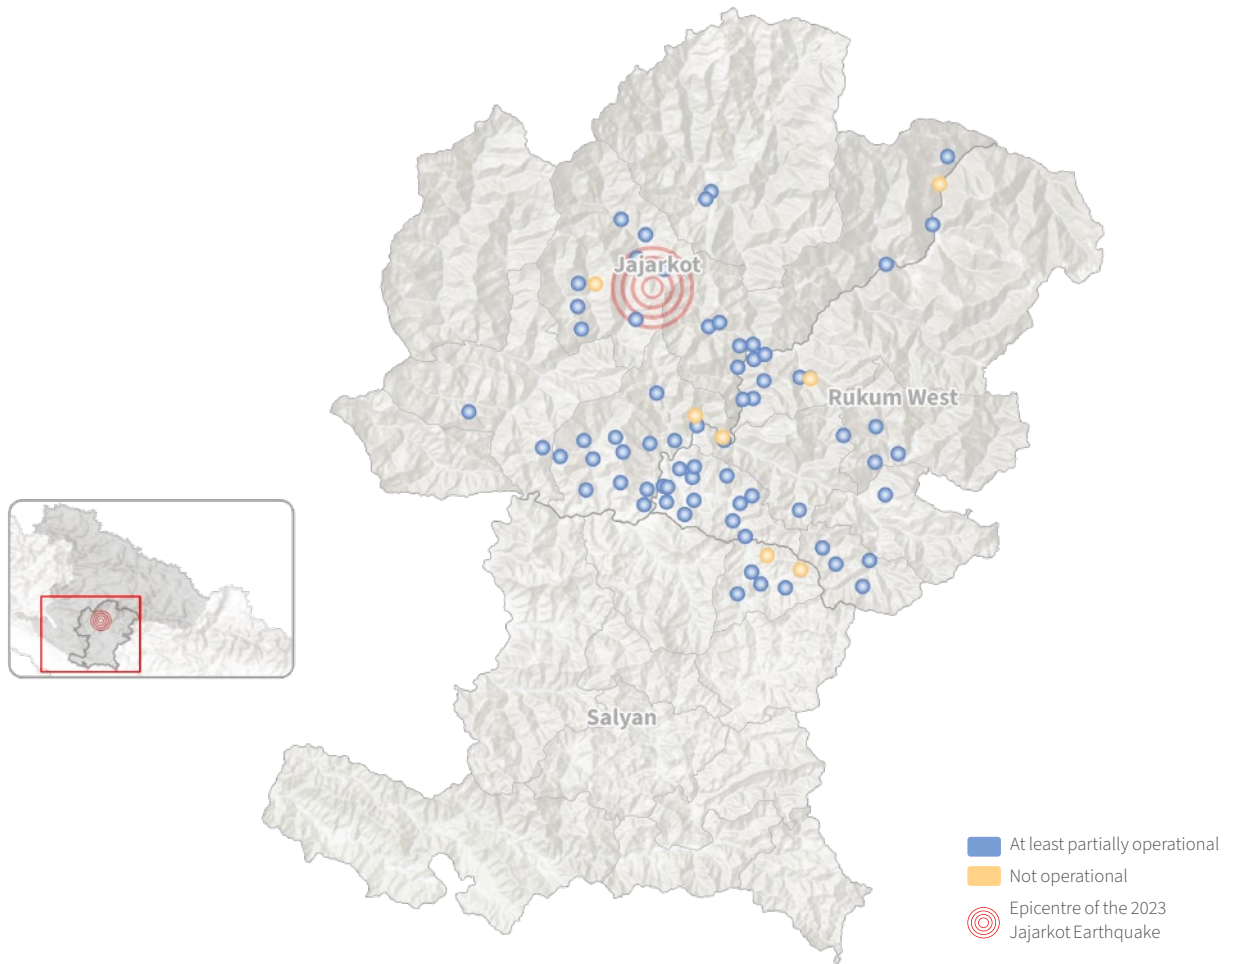 Jajarkot
Rukum West
Salyan
At least partially operational
Not operational
Epicentre of the 2023
Jajarkot Earthquake